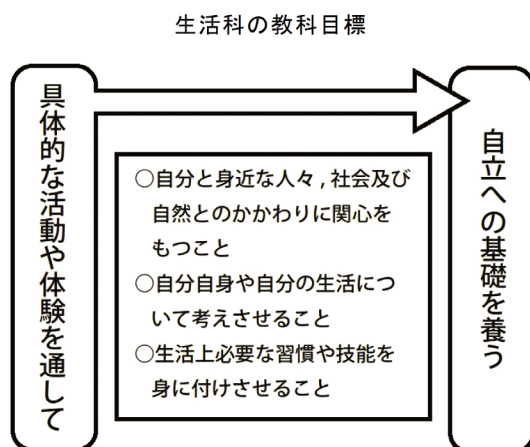 生活科の教科目標
具体的な活動や体験を通して
○自分と身近な人々,社会及び
自然とのかかわりに関心を
もつこと
○自分自身や自分の生活につ
いて考えさせること
○生活上必要な習慣や技能を
身に付けさせること
自立への基礎を養う